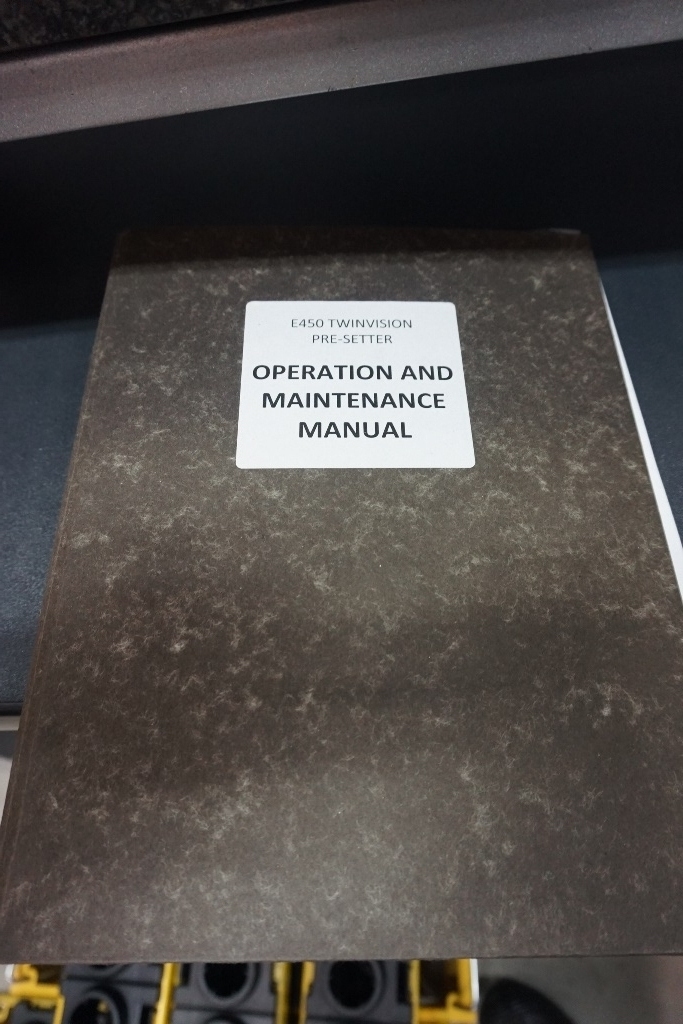 E450 TWINVISION
PRE-SETTER
OPERATION AND
MAINTENANCE
MANUAL